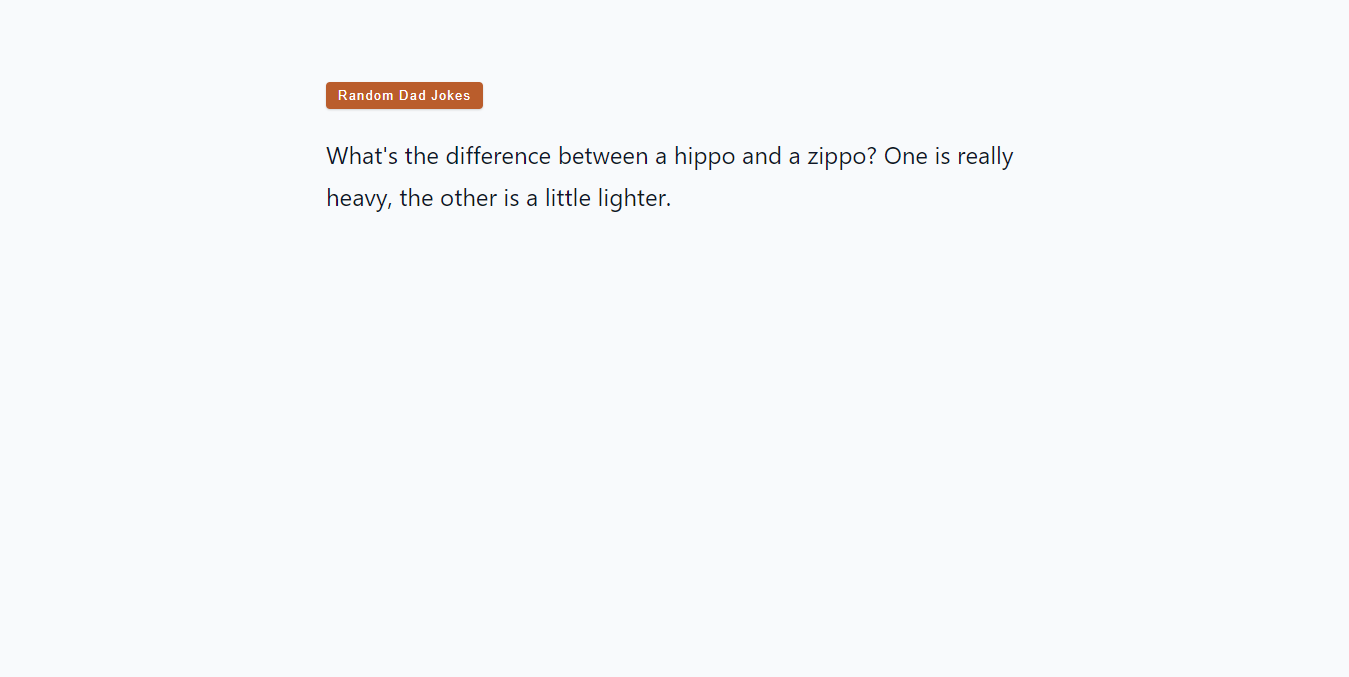 Random Dad Jokes
What's the difference between a hippo and a zippo? One is really
heavy, the other is a little lighter.